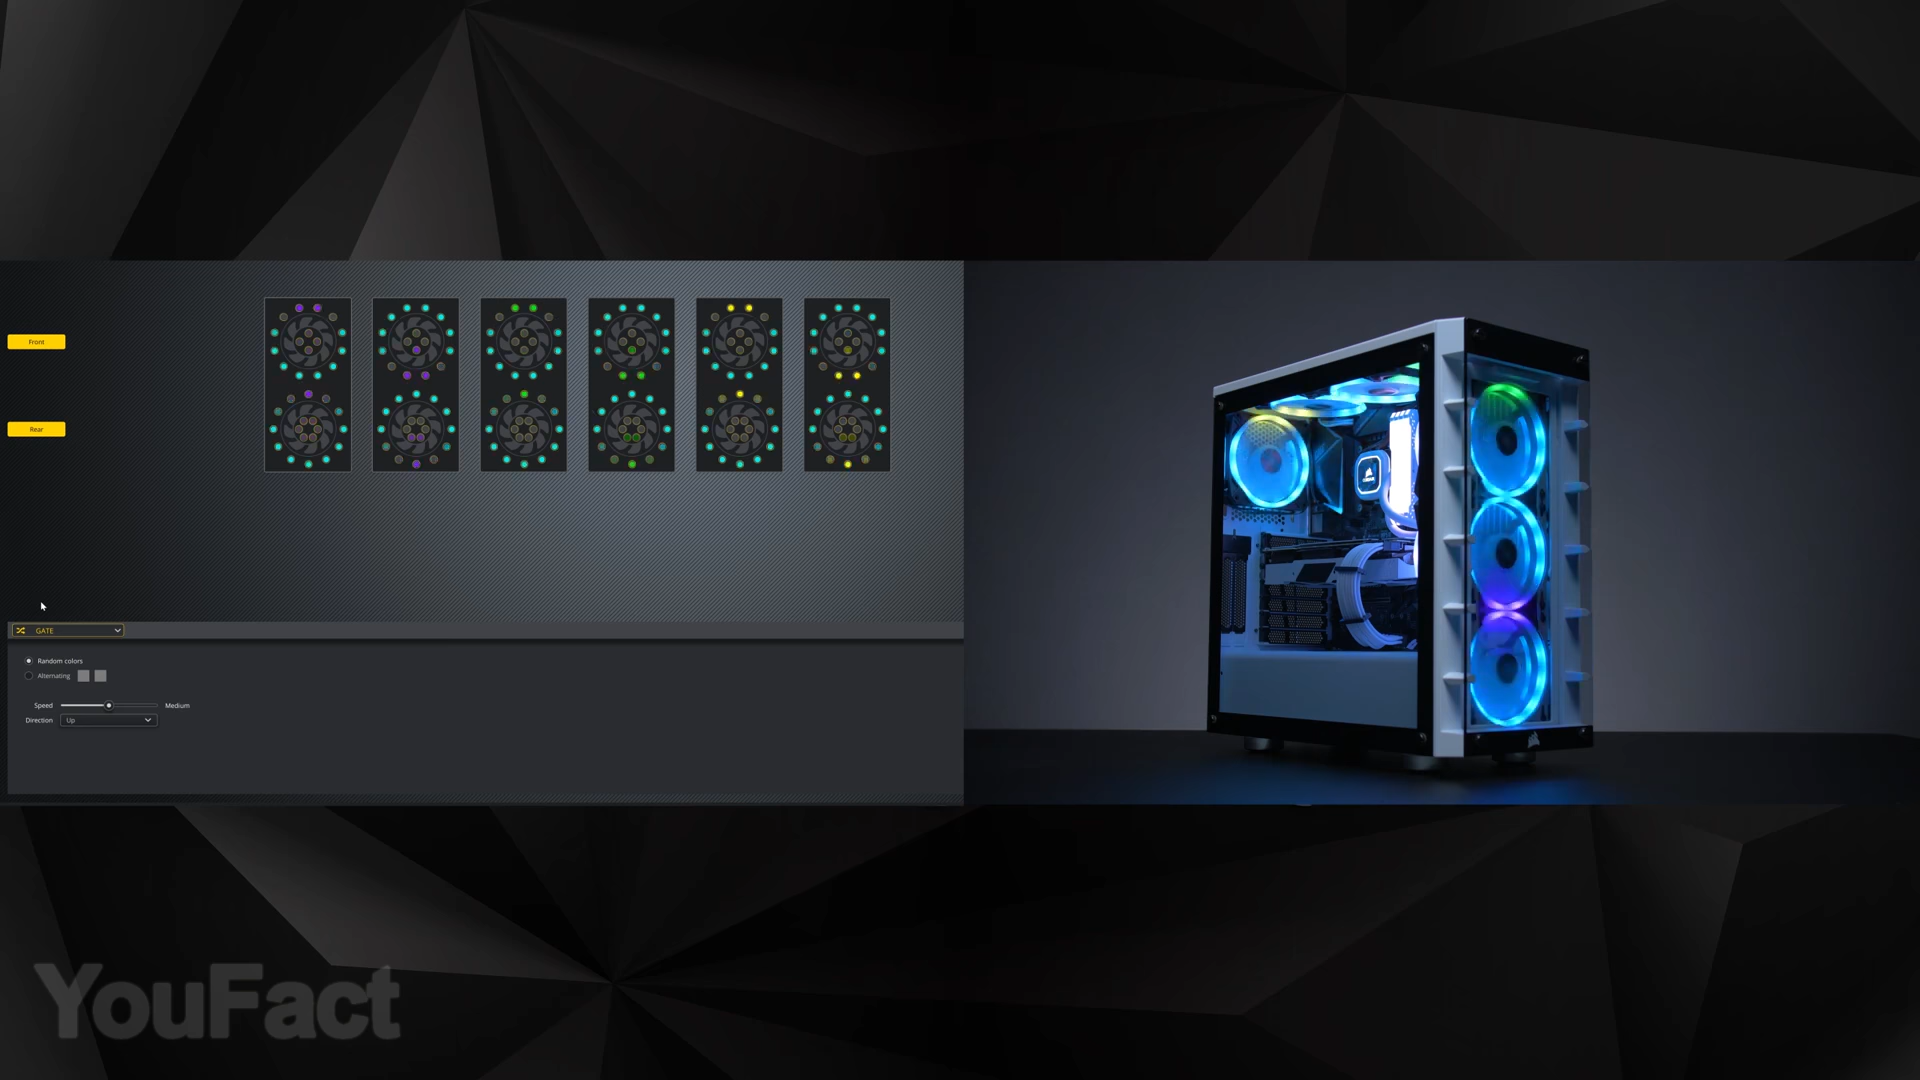 Front
Rear
GATE
Random colors
Alternating
Speed
Medium
Direction
Up
YouFact